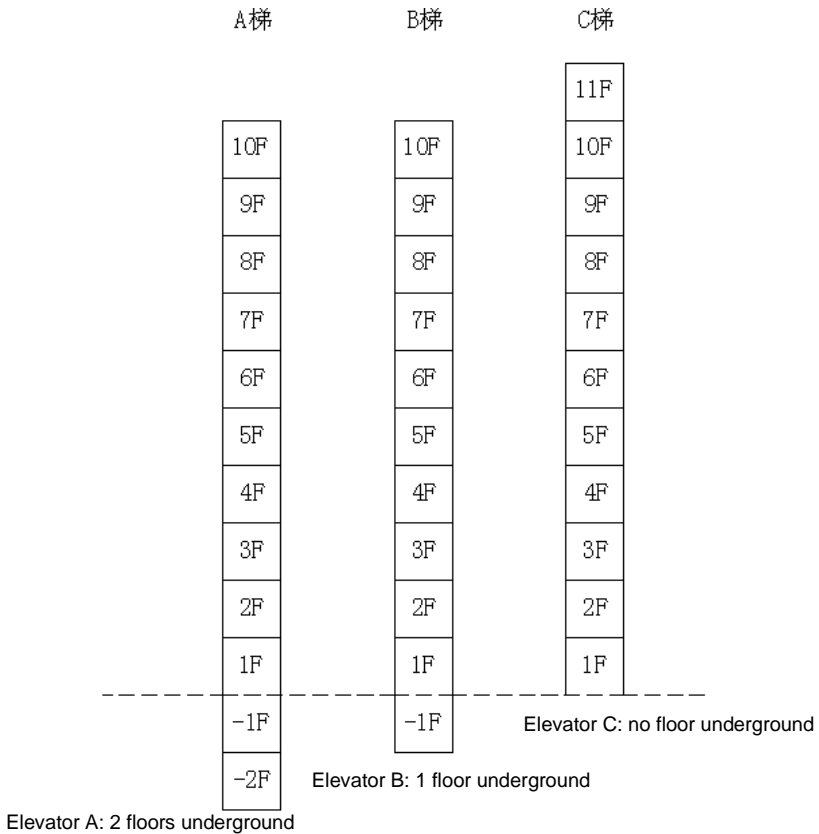 A梯 B梯 C梯
11F
10F 10F 10F
9F 9F 9F
8F 8F 8F
7F 7F 7F
6F 6F 6F
5F 5F 5F
4F 4F 4F
3F 3F 3F
2F 2F 2F
1F 1F 1F
-1F -1F Elevator C: no floor underground
-2F Elevator B: 1 floor underground
Elevator A: 2 floors underground